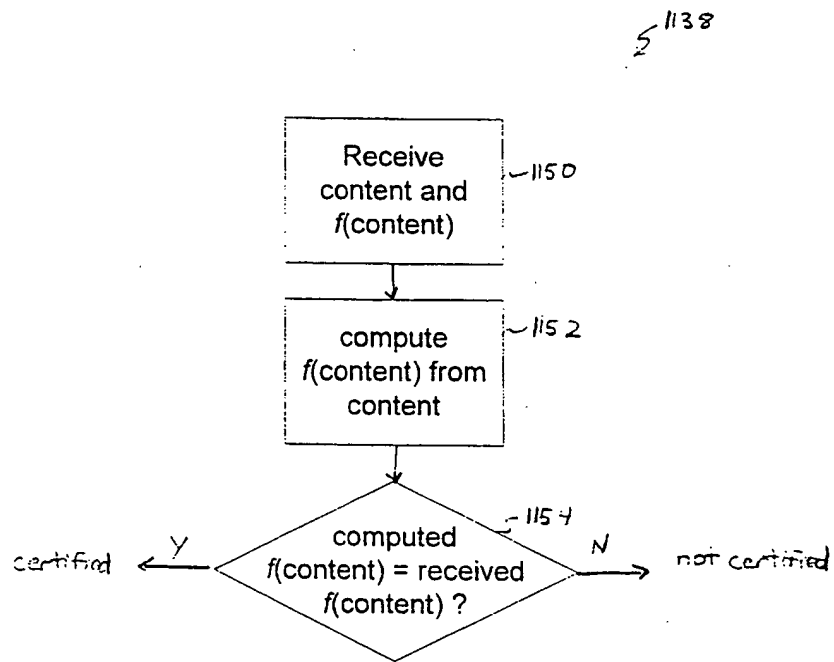 1138
Receive
content and
f(content)
1150
compute
f(content) from
content
1152
computed
f(content) = received
f(content) ?
1154
Y
certified
N
not certified